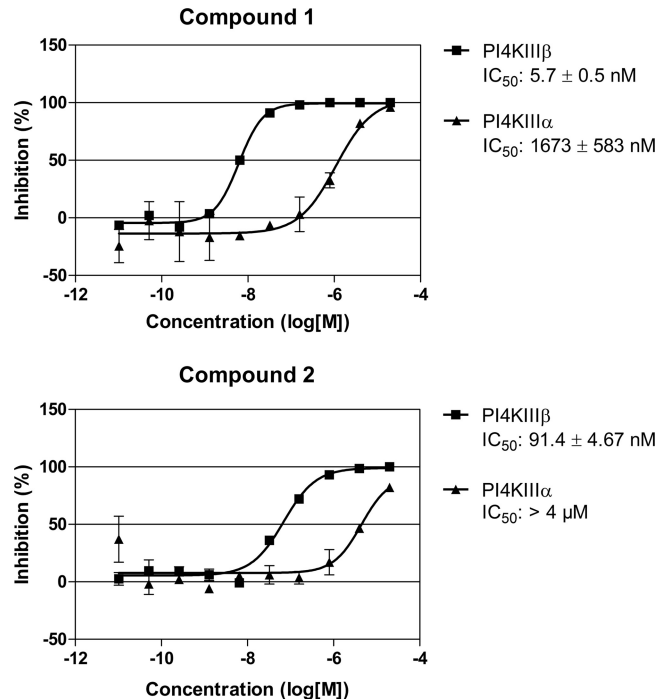 Compound 1
150
100
50
0
-50
-12
-10
-8
-6
-4
Inhibition (%)
Concentration (log[M])
PI4KIIIβ
IC50: 5.7 ± 0.5 nM
PI4KIIIα
IC50: 1673 ± 583 nM
Compound 2
150
100
50
0
-50
-12
-10
-8
-6
-4
Inhibition (%)
Concentration (log[M])
PI4KIIIβ
IC50: 91.4 ± 4.67 nM
PI4KIIIα
IC50: > 4 µM